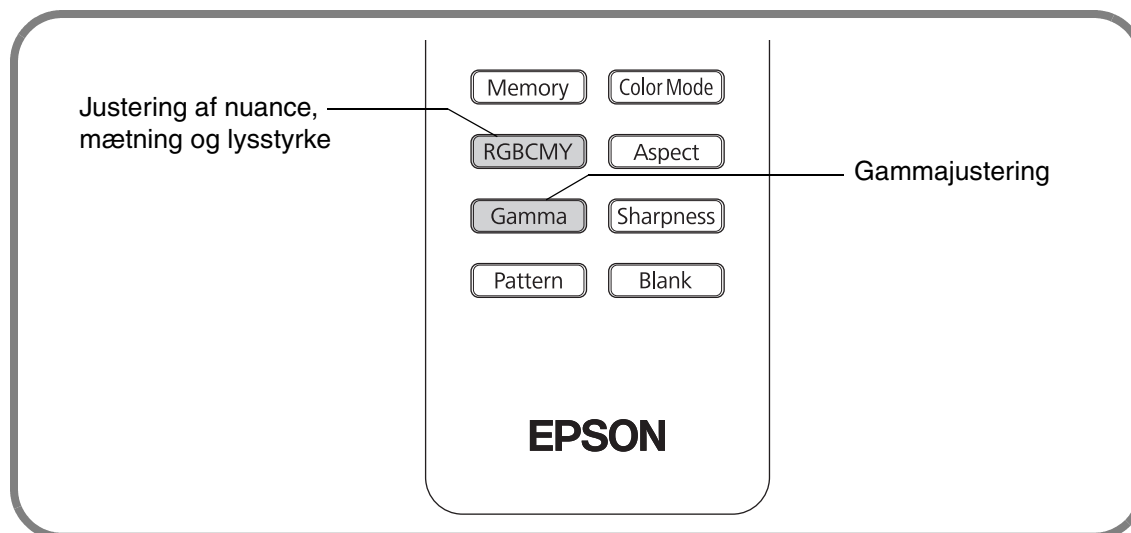 Memory
Color Mode
Justering af nuance,
mætning og lysstyrke
RGBCMY
Aspect
Gammajustering
Gamma
Sharpness
Pattern
Blank
EPSON